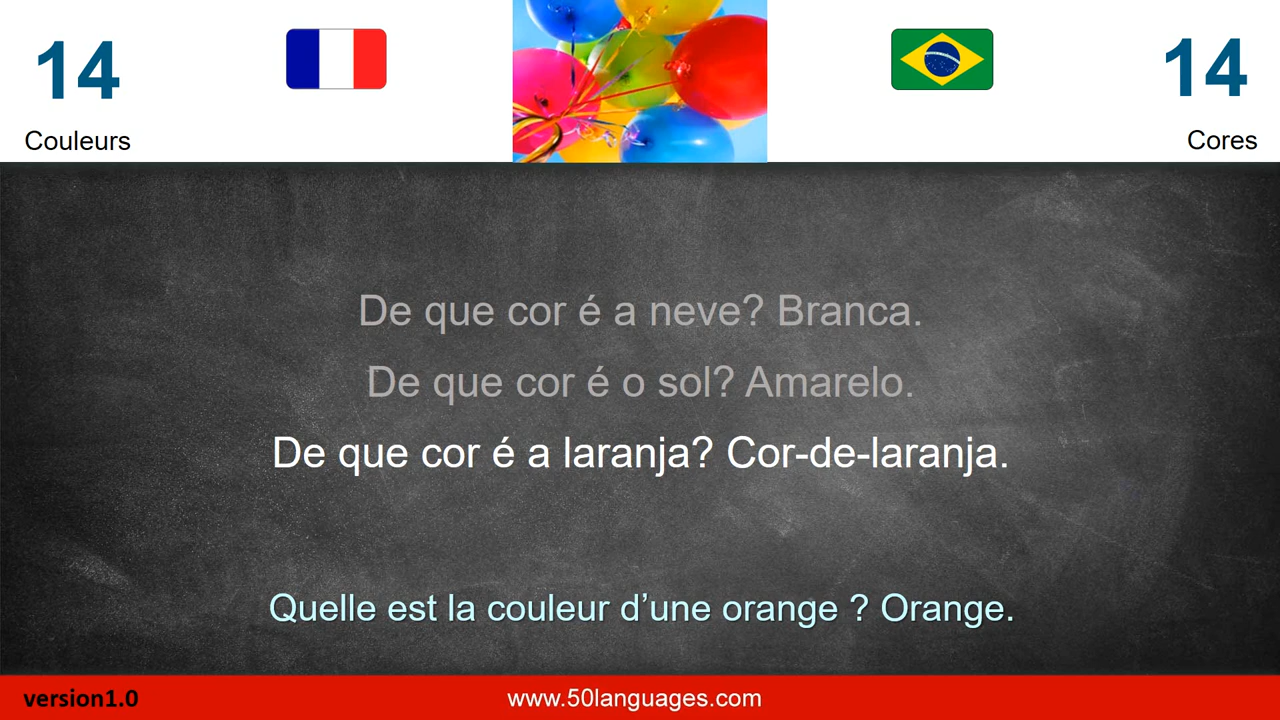 14
14
Couleurs
Cores
De que cor é a neve? Branca.
De que cor é o sol? Amarelo.
De que cor é a laranja? Cor-de-laranja.
Quelle est la couleur d’une orange ? Orange.
version1.0
www.50languages.com